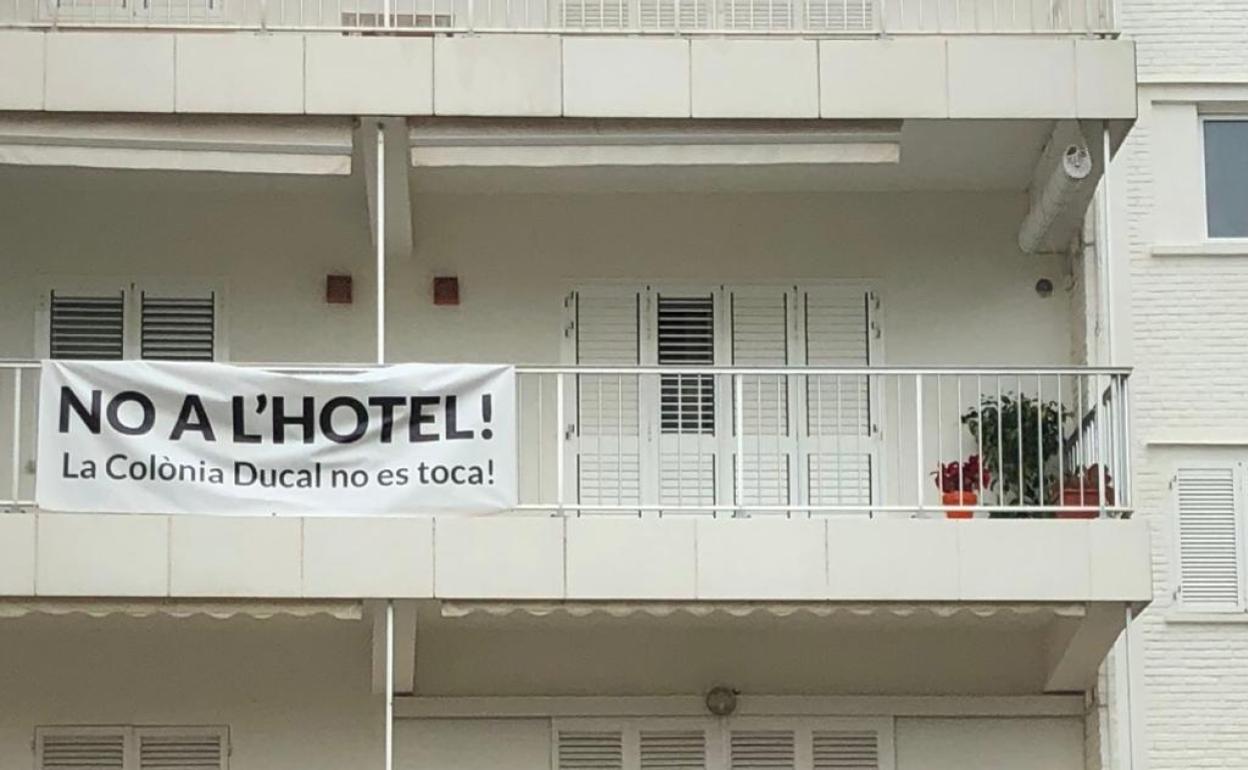 NO A L'HOTEL!
La Colònia Ducal no es toca!